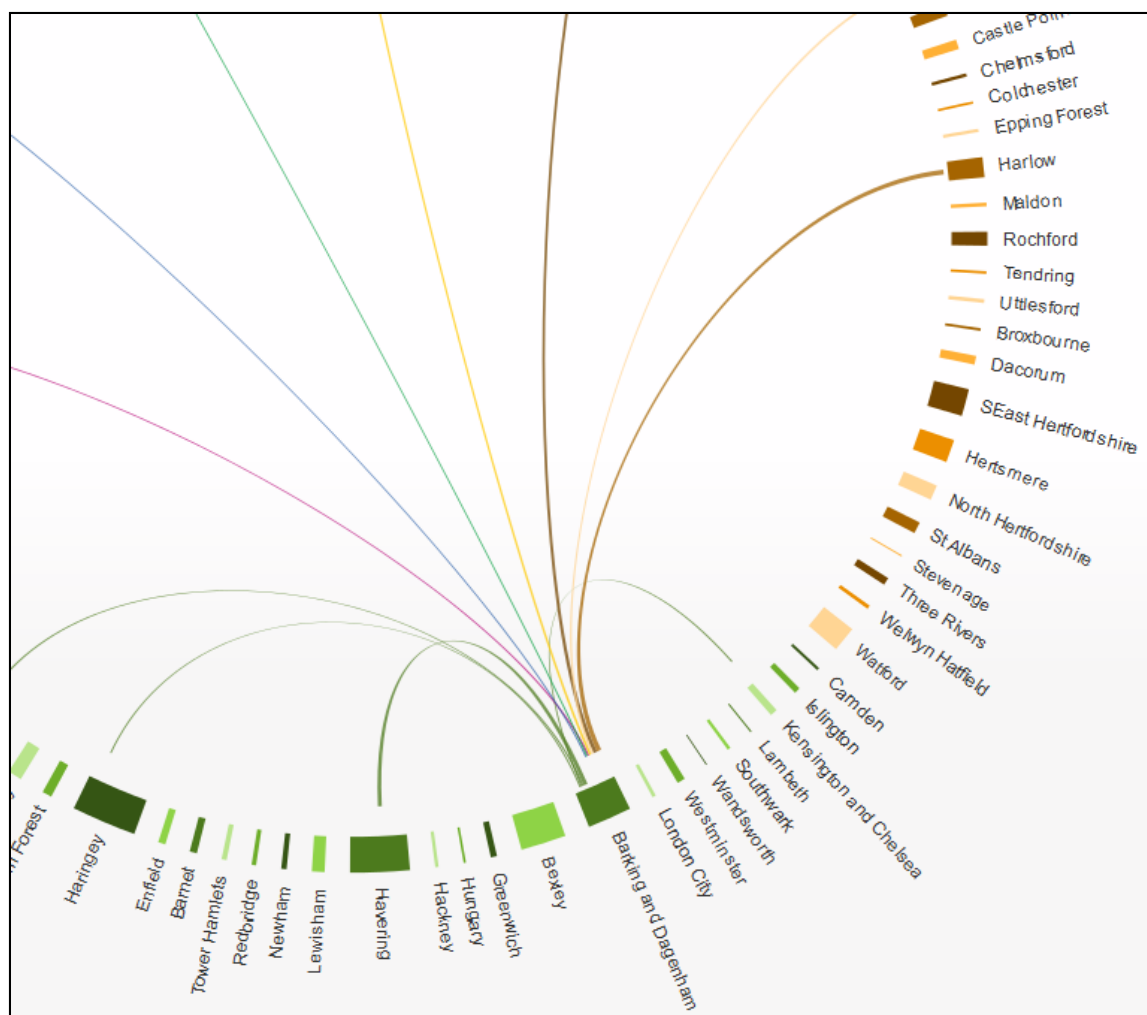 Castle Poin
Chelmsford
Colchester
Epping Forest
Harlow
Maldon
Rochford
Tendring
Uttlesford
Broxbourne
Dacorum
SEast Hertfordshire
Hertsmere
North Hertfordshire
St Albans
Stevenage
Three Rivers
Welwyn Hatfield
Watford
Camden
Islington
Kensington and Chelsea
Lambeth
Southwark
Wandsworth
Westminster
London City
Barking and Dagenham
Bexley
Greenwich
Hungary
Hackney
Havering
Lewisham
Newham
Redbridge
Tower Hamlets
Barnet
Enfield
Haringey
Forest